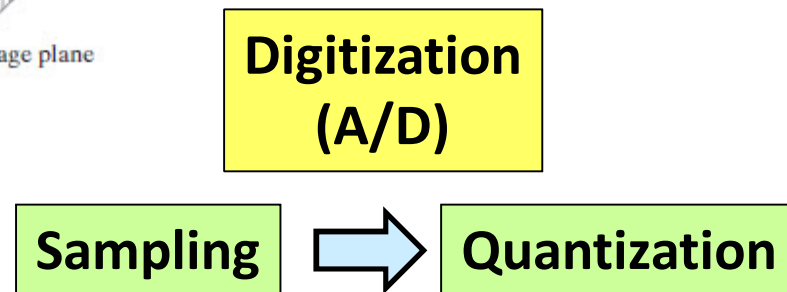 age plane
Digitization
(A/D)
Sampling
Quantization